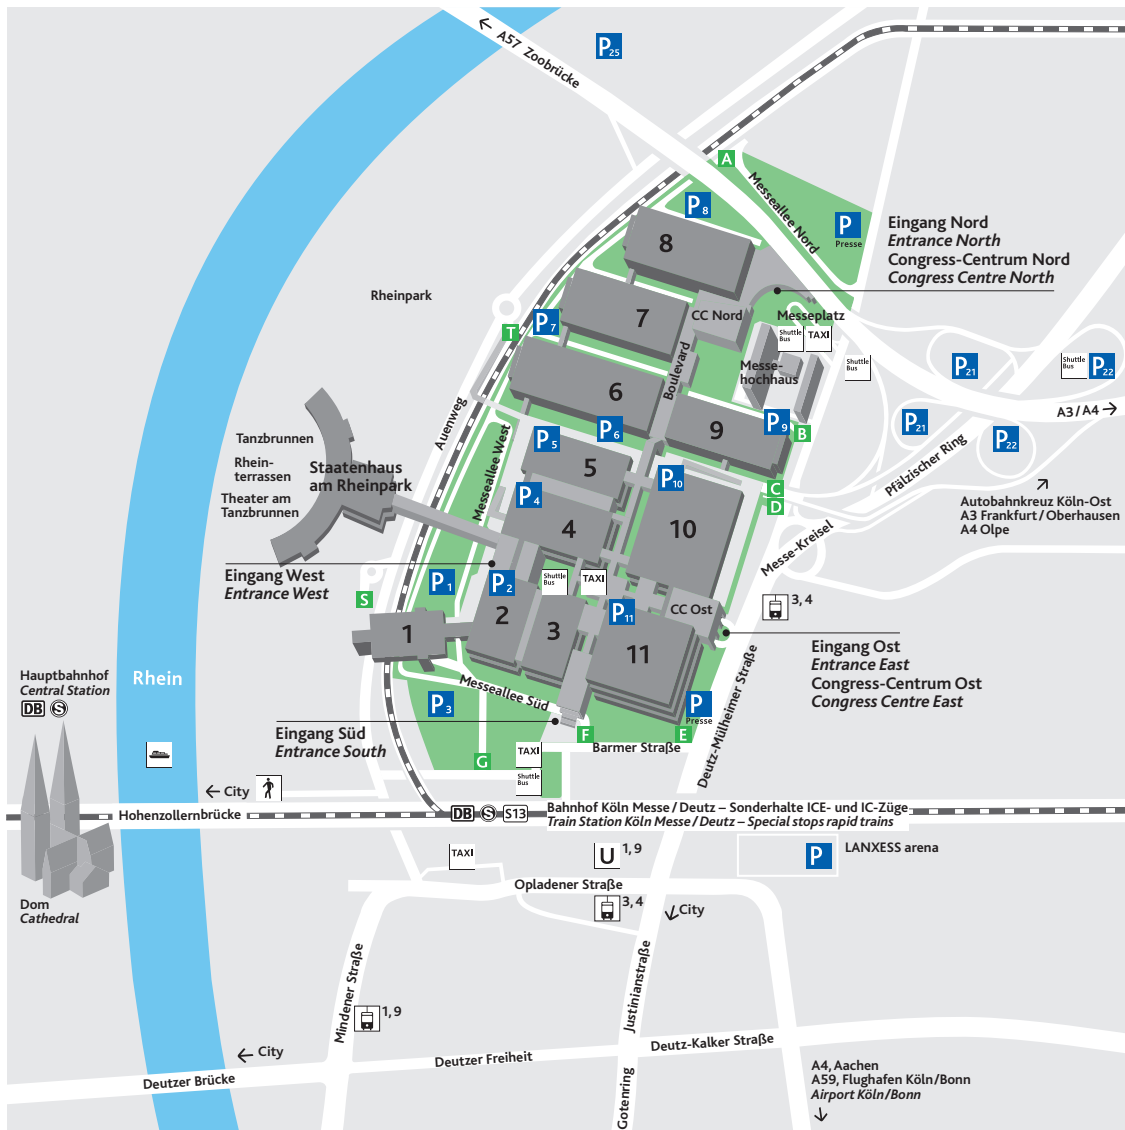 A57 Zoobrücke
P25
A
Messeallee Nord
P8
P
Presse
8
Eingang Nord
Entrance North
Congress-Centrum Nord
Congress Centre North
Rheinpark
7
CC Nord
Messeplatz
T
P7
Shuttle
Bus
TAXI
Shuttle
Bus
P21
Shuttle
Bus
P22
Boulevard
Messe-
hochhaus
6
A3/A4
Auenweg
P6
9
P9
B
P21
P22
Tanzbrunnen
Rhein-
terrassen
Theater am
Tanzbrunnen
Staatenhaus
am Rheinpark
Messeallee West
P5
5
P10
Pfälzischer Ring
P4
C
D
Autobahnkreuz Köln-Ost
A3 Frankfurt/Oberhausen
A4 Olpe
4
10
Messe-Kreisel
Eingang West
Entrance West
P1
P2
Shuttle
Bus
TAXI
S
P11
CC Ost
3, 4
1
2
3
11
Eingang Ost
Entrance East
Congress-Centrum Ost
Congress Centre East
Hauptbahnhof
Central Station
DB S
Rhein
Messeallee Süd
P3
P
Presse
Deutz-Mülheimer Straße
Eingang Süd
Entrance South
F
E
Barmer Straße
G
TAXI
Shuttle
Bus
City
Hohenzollernbrücke
DB S S13
Bahnhof Köln Messe/Deutz – Sonderhalte ICE- und IC-Züge
Train Station Köln Messe/Deutz – Special stops rapid trains
TAXI
U 1, 9
P
LANXESS arena
Opladener Straße
3, 4
City
Dom
Cathedral
Mindener Straße
Justinianstraße
1, 9
City
Deutzer Brücke
Deutzer Freiheit
Deutz-Kalker Straße
Gotenring
A4, Aachen
A59, Flughafen Köln/Bonn
Airport Köln/Bonn